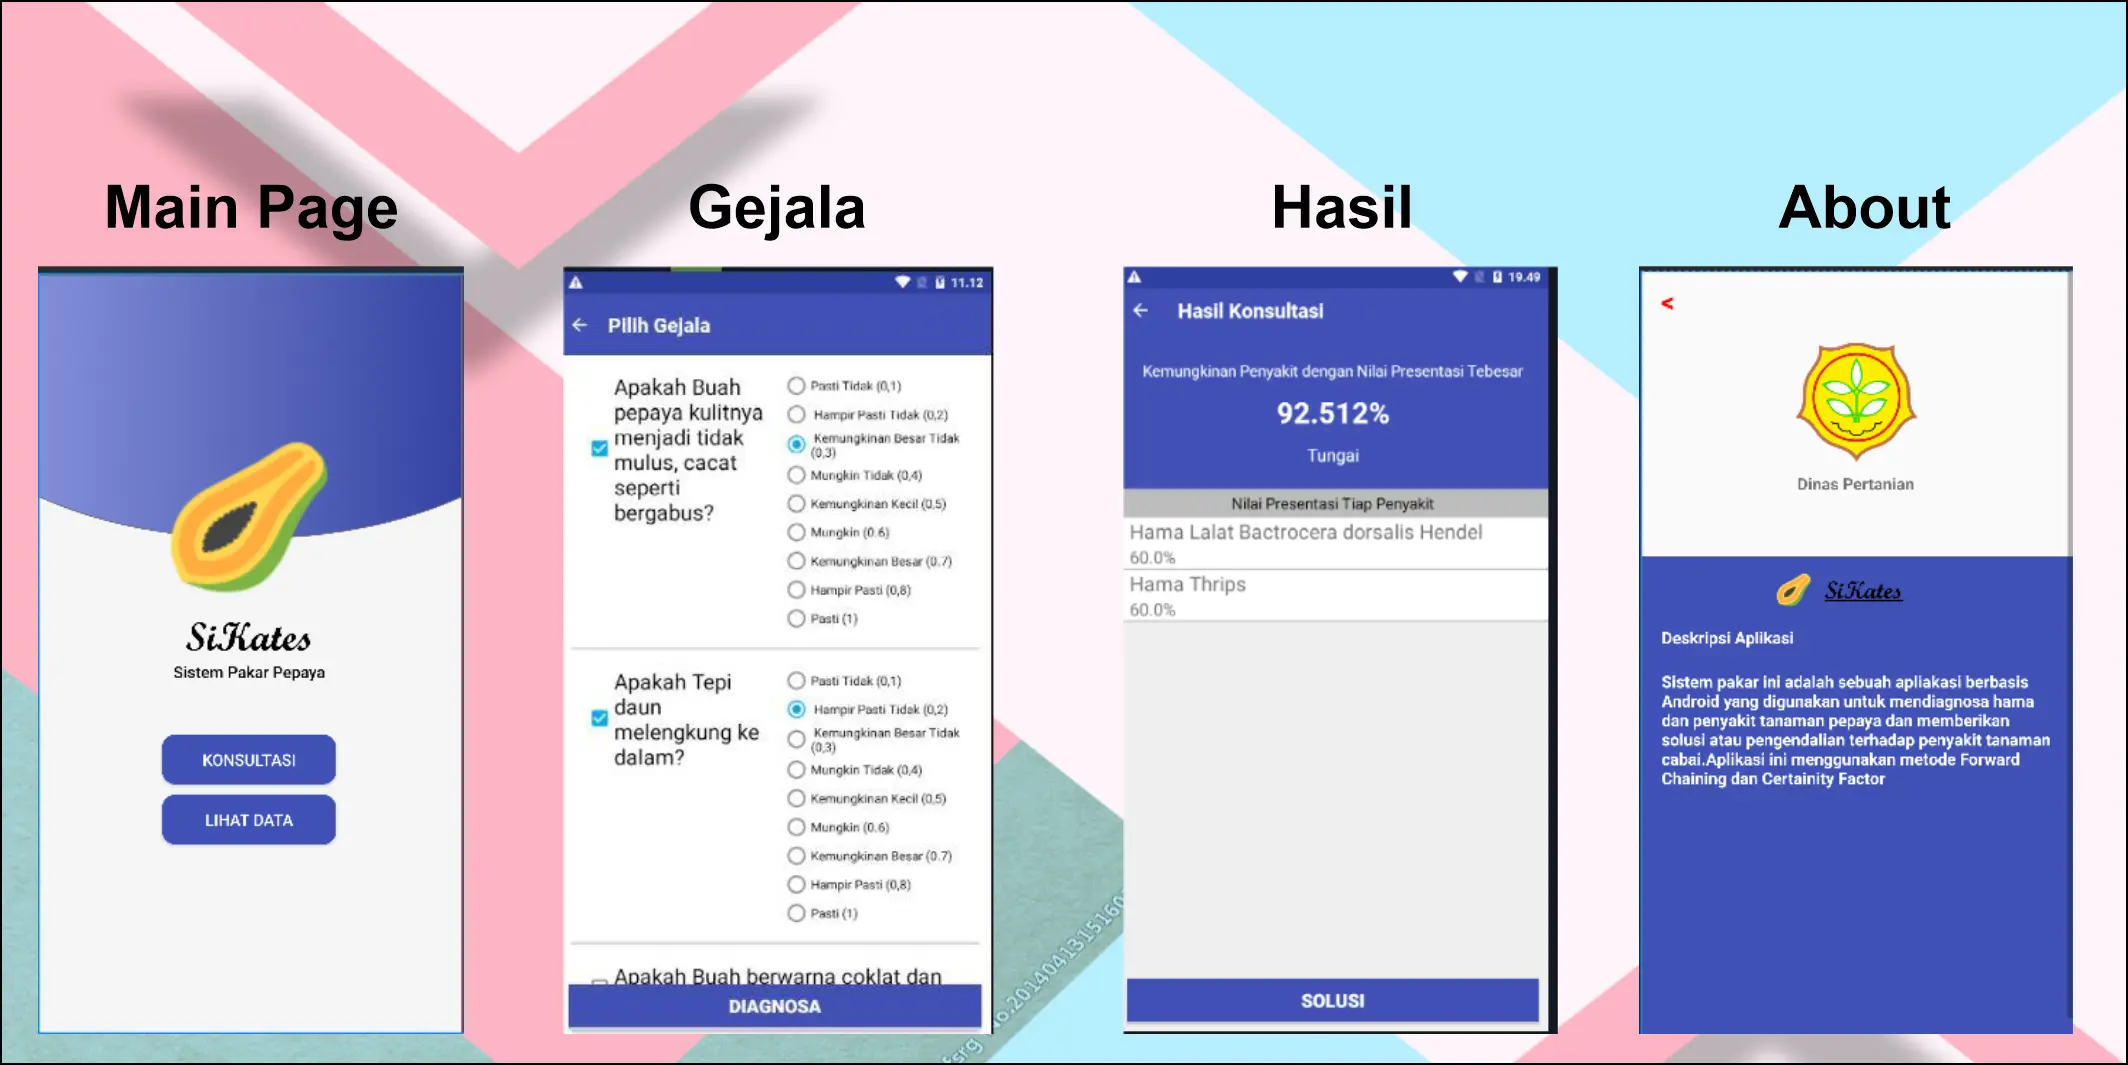 Main Page
Gejala
Hasil
About
SiKates
Sistem Pakar Pepaya
KONSULTASI
LIHAT DATA
11.12
Pilih Gejala
Apakah Buah
pepaya kulitnya
menjadi tidak
mulus, cacat
seperti
bergabus?
Pasti Tidak (0,1)
Hampir Pasti Tidak (0,2)
Kemungkinan Besar Tidak
(0,3)
Mungkin Tidak (0,4)
Kemungkinan Kecil (0,5)
Mungkin (0.6)
Kemungkinan Besar (0.7)
Hampir Pasti (0,8)
Pasti (1)
Apakah Tepi
daun
melengkung ke
dalam?
Pasti Tidak (0,1)
Hampir Pasti Tidak (0,2)
Kemungkinan Besar Tidak
(0,3)
Mungkin Tidak (0,4)
Kemungkinan Kecil (0,5)
Mungkin (0.6)
Kemungkinan Besar (0.7)
Hampir Pasti (0,8)
Pasti (1)
Apakah Buah berwarna coklat dan
DIAGNOSA
19.49
Hasil Konsultasi
Kemungkinan Penyakit dengan Nilai Presentasi Tebesar
92.512%
Tungai
Nilai Presentasi Tiap Penyakit
Hama Lalat Bactrocera dorsalis Hendel
60.0%
Hama Thrips
60.0%
SOLUSI
<
Dinas Pertanian
SiKates
Deskripsi Aplikasi
Sistem pakar ini adalah sebuah apliakasi berbasis
Android yang digunakan untuk mendiagnosa hama
dan penyakit tanaman pepaya dan memberikan
solusi atau pengendalian terhadap penyakit tanaman
cabai.Aplikasi ini menggunakan metode Forward
Chaining dan Certainity Factor